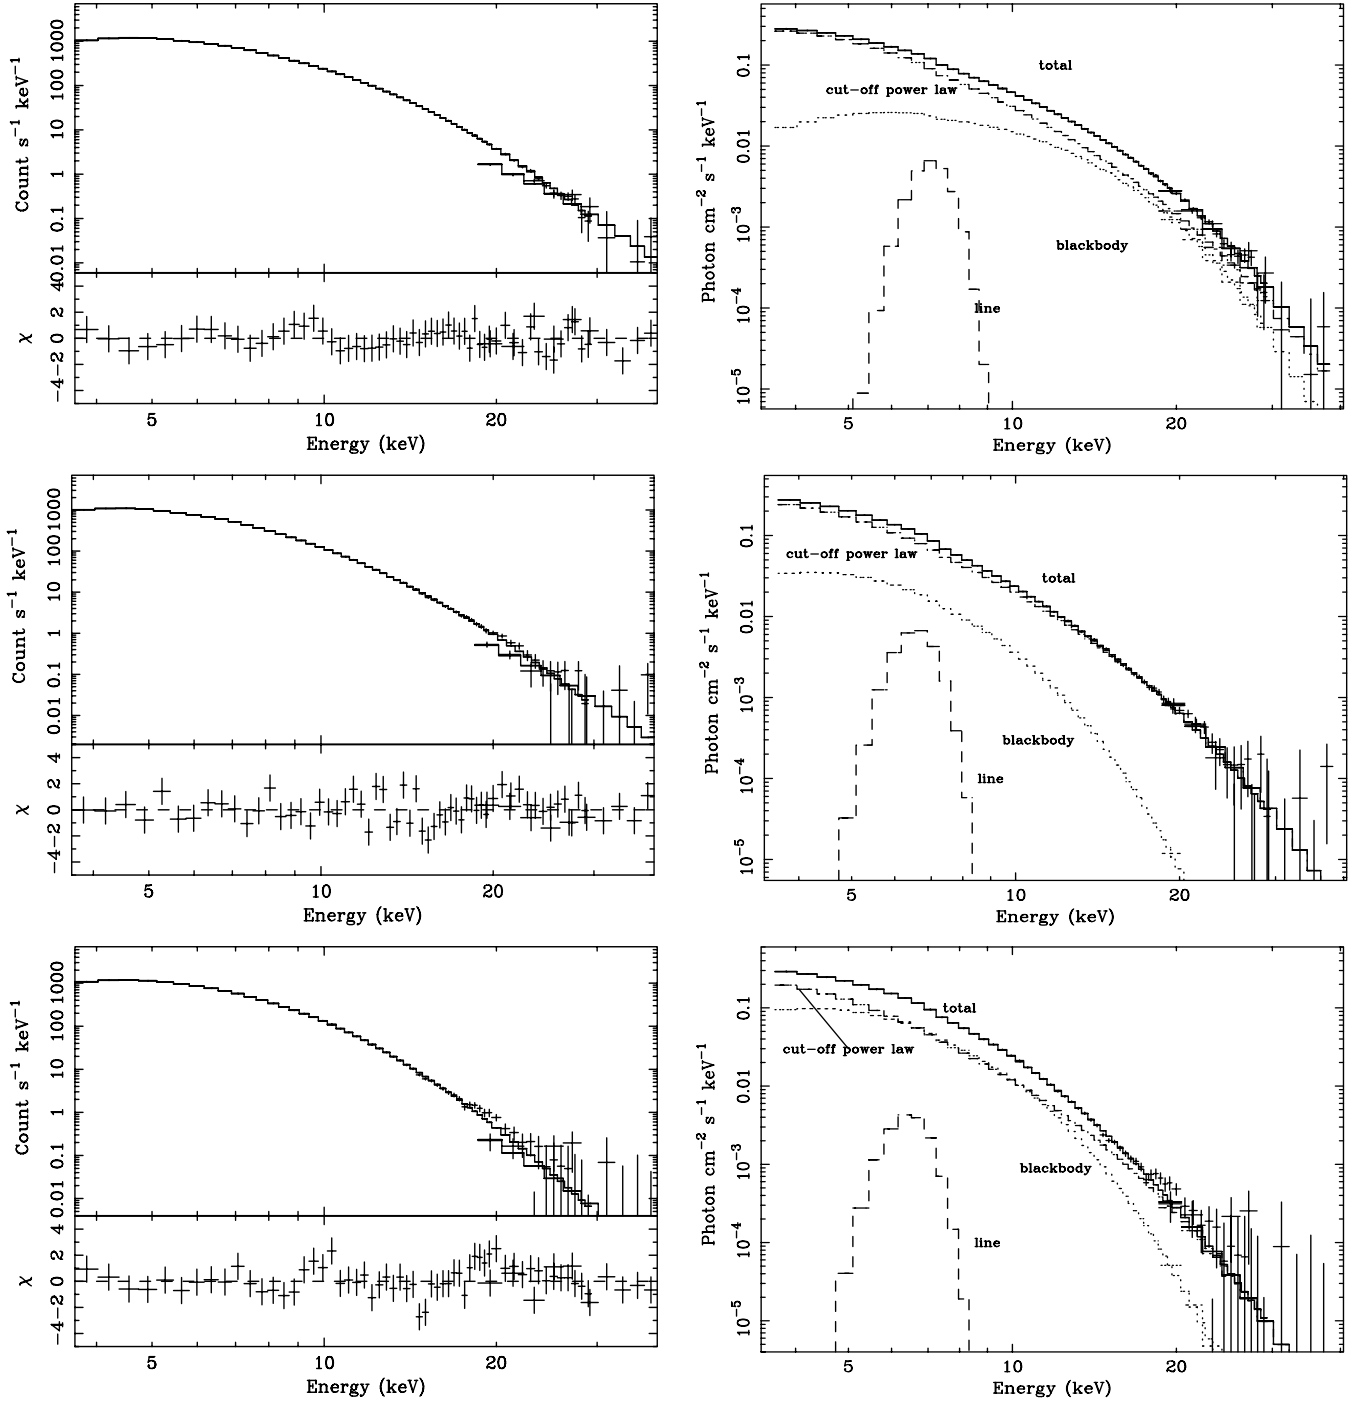 Count s⁻¹ keV⁻¹
1000
100
10
1
0.1
0.01
χ
4
2
0
−2
−4
5 10 20
Energy (keV)
Photon cm⁻² s⁻¹ keV⁻¹
0.1
0.01
10⁻³
10⁻⁴
10⁻⁵
total
cut−off power law
blackbody
line
5 10 20
Energy (keV)
Count s⁻¹ keV⁻¹
1000
100
10
1
0.1
0.01
χ
4
2
0
−2
−4
5 10 20
Energy (keV)
Photon cm⁻² s⁻¹ keV⁻¹
0.1
0.01
10⁻³
10⁻⁴
10⁻⁵
cut−off power law
total
blackbody
line
5 10 20
Energy (keV)
Count s⁻¹ keV⁻¹
1000
100
10
1
0.1
0.01
χ
4
2
0
−2
−4
5 10 20
Energy (keV)
Photon cm⁻² s⁻¹ keV⁻¹
0.1
0.01
10⁻³
10⁻⁴
10⁻⁵
total
cut−off power law
blackbody
line
5 10 20
Energy (keV)